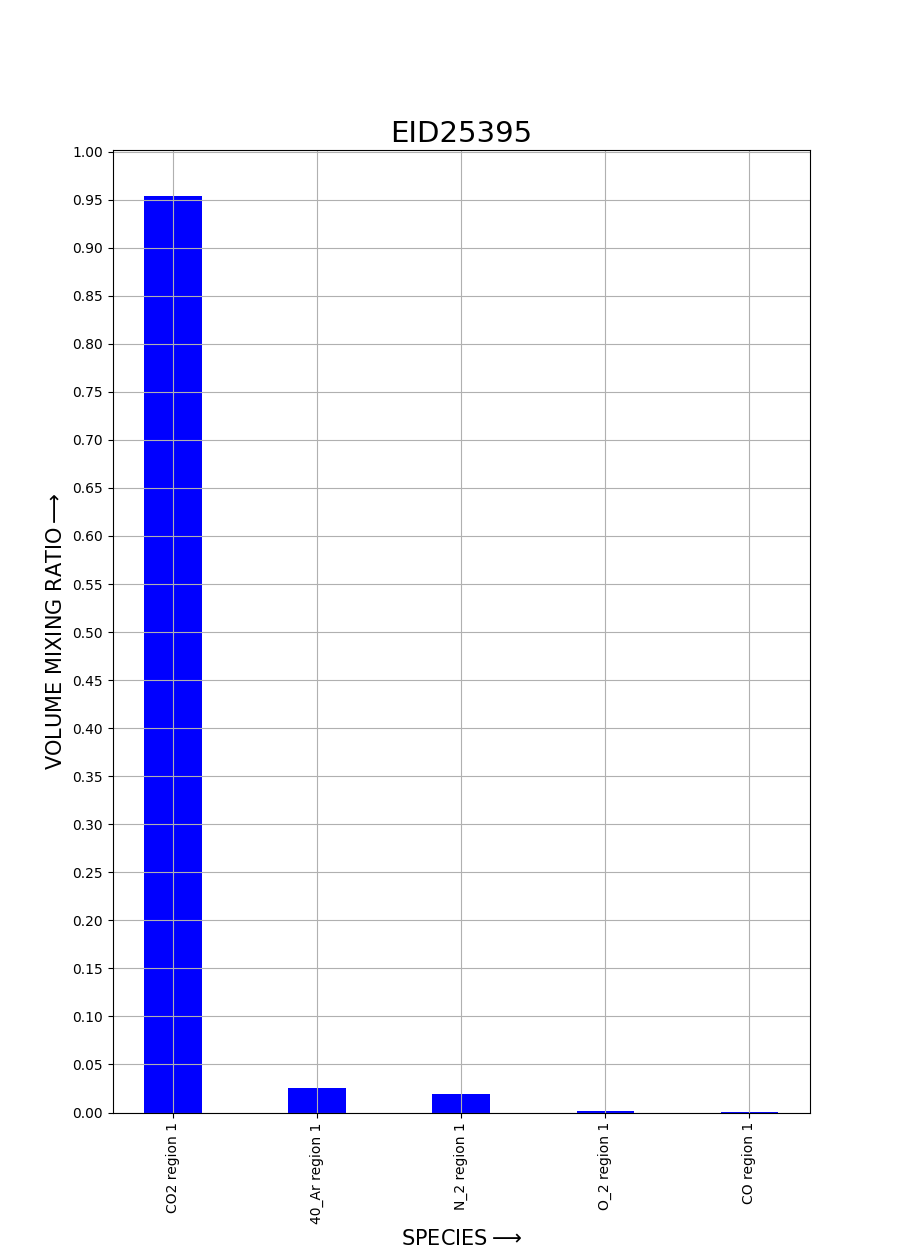 EID25395
VOLUME MIXING RATIO ⟶
1.00
0.95
0.90
0.85
0.80
0.75
0.70
0.65
0.60
0.55
0.50
0.45
0.40
0.35
0.30
0.25
0.20
0.15
0.10
0.05
0.00
CO2 region 1
40_Ar region 1
N_2 region 1
O_2 region 1
CO region 1
SPECIES ⟶